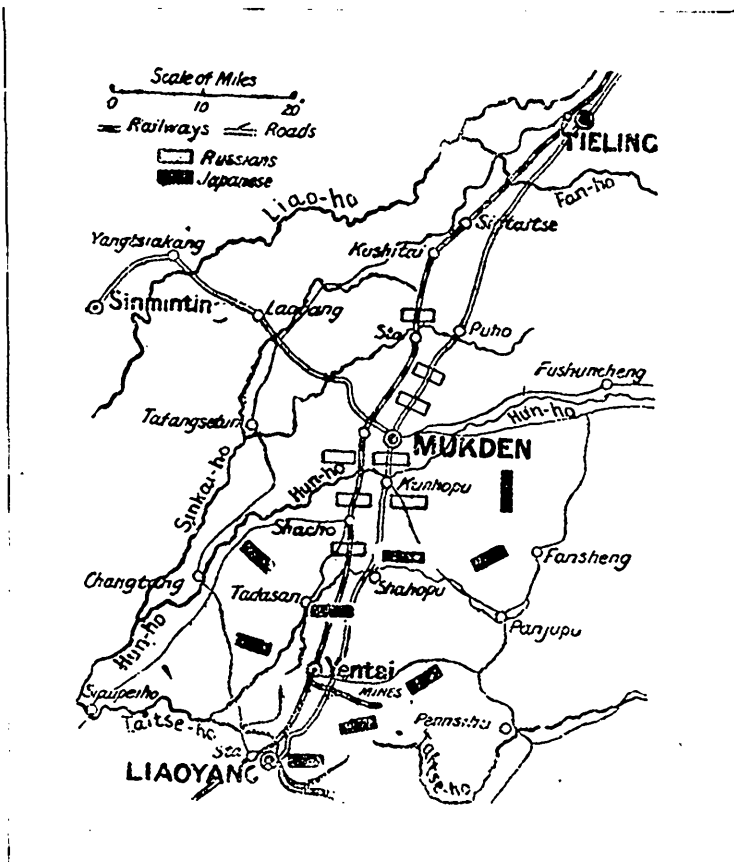 Scale of Miles
0 10 20
Railways Roads
Russians
Japanese
TIELING
Liao-ho
Fan-ho
Sintaitse
Yangtsiakang
Kushitai
Sinmintin
Laogang
Sta
Puho
Fushuncheng
Hun-ho
Tatangsetun
MUKDEN
Hun-ho
Kunhopu
Sinkai-ho
Shacho
Fansheng
Changtang
Tadasan
Shahopu
Panjupu
Hun-ho
Yentai
MINES
Taitse-ho
Sta
Taitse-ho
LIAOYANG